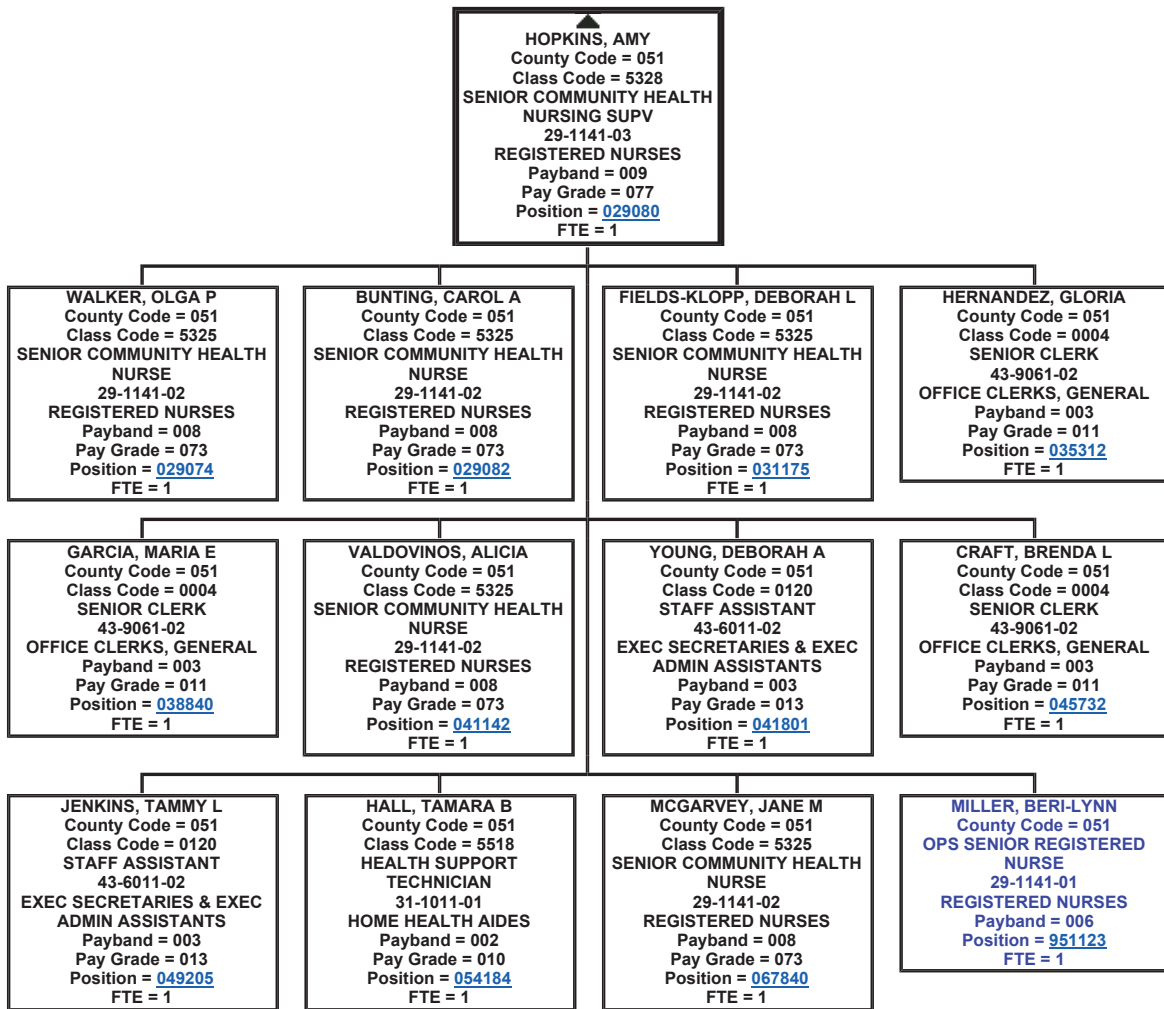 HOPKINS, AMY
County Code = 051
Class Code = 5328
SENIOR COMMUNITY HEALTH
NURSING SUPV
29-1141-03
REGISTERED NURSES
Payband = 009
Pay Grade = 077
Position = 029080
FTE = 1
WALKER, OLGA P
County Code = 051
Class Code = 5325
SENIOR COMMUNITY HEALTH
NURSE
29-1141-02
REGISTERED NURSES
Payband = 008
Pay Grade = 073
Position = 029074
FTE = 1
BUNTING, CAROL A
County Code = 051
Class Code = 5325
SENIOR COMMUNITY HEALTH
NURSE
29-1141-02
REGISTERED NURSES
Payband = 008
Pay Grade = 073
Position = 029082
FTE = 1
FIELDS-KLOPP, DEBORAH L
County Code = 051
Class Code = 5325
SENIOR COMMUNITY HEALTH
NURSE
29-1141-02
REGISTERED NURSES
Payband = 008
Pay Grade = 073
Position = 031175
FTE = 1
HERNANDEZ, GLORIA
County Code = 051
Class Code = 0004
SENIOR CLERK
43-9061-02
OFFICE CLERKS, GENERAL
Payband = 003
Pay Grade = 011
Position = 035312
FTE = 1
GARCIA, MARIA E
County Code = 051
Class Code = 0004
SENIOR CLERK
43-9061-02
OFFICE CLERKS, GENERAL
Payband = 003
Pay Grade = 011
Position = 038840
FTE = 1
VALDOVINOS, ALICIA
County Code = 051
Class Code = 5325
SENIOR COMMUNITY HEALTH
NURSE
29-1141-02
REGISTERED NURSES
Payband = 008
Pay Grade = 073
Position = 041142
FTE = 1
YOUNG, DEBORAH A
County Code = 051
Class Code = 0120
STAFF ASSISTANT
43-6011-02
EXEC SECRETARIES & EXEC
ADMIN ASSISTANTS
Payband = 003
Pay Grade = 013
Position = 041801
FTE = 1
CRAFT, BRENDA L
County Code = 051
Class Code = 0004
SENIOR CLERK
43-9061-02
OFFICE CLERKS, GENERAL
Payband = 003
Pay Grade = 011
Position = 045732
FTE = 1
JENKINS, TAMMY L
County Code = 051
Class Code = 0120
STAFF ASSISTANT
43-6011-02
EXEC SECRETARIES & EXEC
ADMIN ASSISTANTS
Payband = 003
Pay Grade = 013
Position = 049205
FTE = 1
HALL, TAMARA B
County Code = 051
Class Code = 5518
HEALTH SUPPORT
TECHNICIAN
31-1011-01
HOME HEALTH AIDES
Payband = 002
Pay Grade = 010
Position = 054184
FTE = 1
MCGARVEY, JANE M
County Code = 051
Class Code = 5325
SENIOR COMMUNITY HEALTH
NURSE
29-1141-02
REGISTERED NURSES
Payband = 008
Pay Grade = 073
Position = 067840
FTE = 1
MILLER, BERI-LYNN
County Code = 051
OPS SENIOR REGISTERED
NURSE
29-1141-01
REGISTERED NURSES
Payband = 006
Position = 951123
FTE = 1